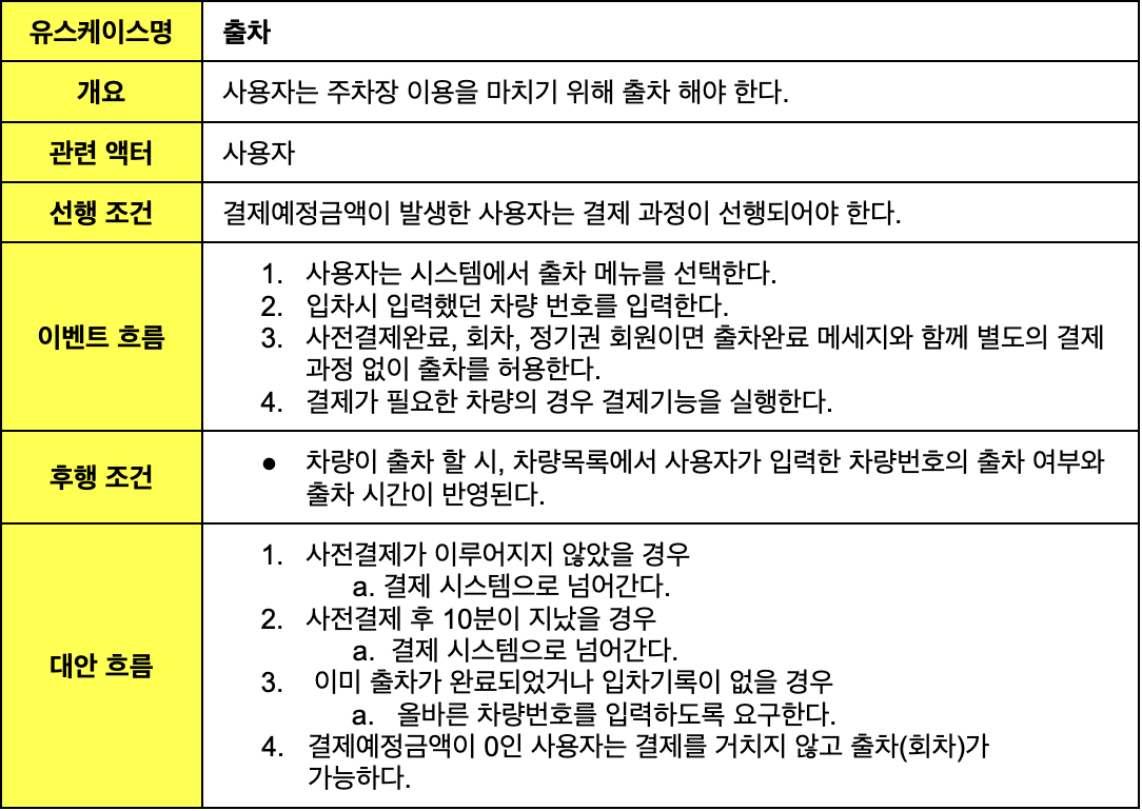 유스케이스명 출차
개요 사용자는 주차장 이용을 마치기 위해 출차 해야 한다.
관련 액터 사용자
선행 조건 결제예정금액이 발생한 사용자는 결제 과정이 선행되어야 한다.
이벤트 흐름
1. 사용자는 시스템에서 출차 메뉴를 선택한다.
2. 입차시 입력했던 차량 번호를 입력한다.
3. 사전결제완료, 회차, 정기권 회원이면 출차완료 메세지와 함께 별도의 결제
과정 없이 출차를 허용한다.
4. 결제가 필요한 차량의 경우 결제기능을 실행한다.
후행 조건
● 차량이 출차 할 시, 차량목록에서 사용자가 입력한 차량번호의 출차 여부와
출차 시간이 반영된다.
대안 흐름
1. 사전결제가 이루어지지 않았을 경우
a. 결제 시스템으로 넘어간다.
2. 사전결제 후 10분이 지났을 경우
a. 결제 시스템으로 넘어간다.
3. 이미 출차가 완료되었거나 입차기록이 없을 경우
a. 올바른 차량번호를 입력하도록 요구한다.
4. 결제예정금액이 0인 사용자는 결제를 거치지 않고 출차(회차)가
가능하다.